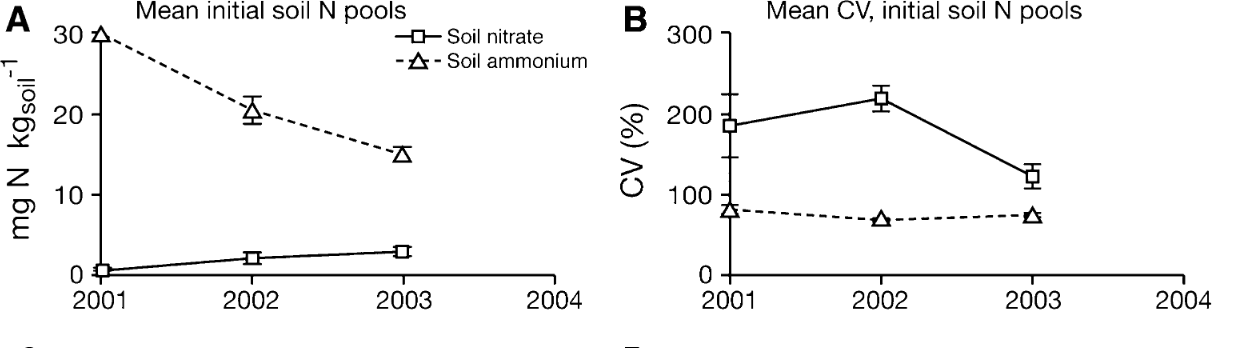 A
Mean initial soil N pools
30
20
10
0
mg N kgsoil-1
Soil nitrate
Soil ammonium
2001 2002 2003 2004
B
Mean CV, initial soil N pools
300
200
100
0
CV (%)
2001 2002 2003 2004